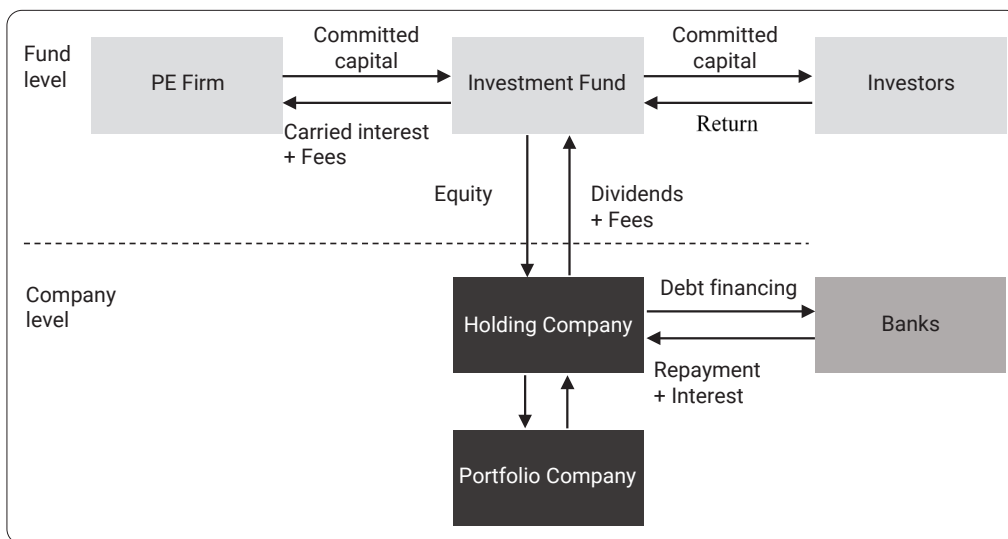 Fund
level
PE Firm
Committed
capital
Carried interest
+ Fees
Investment Fund
Committed
capital
Return
Investors
Equity
Dividends
+ Fees
Company
level
Holding Company
Debt financing
Repayment
+ Interest
Banks
Portfolio Company